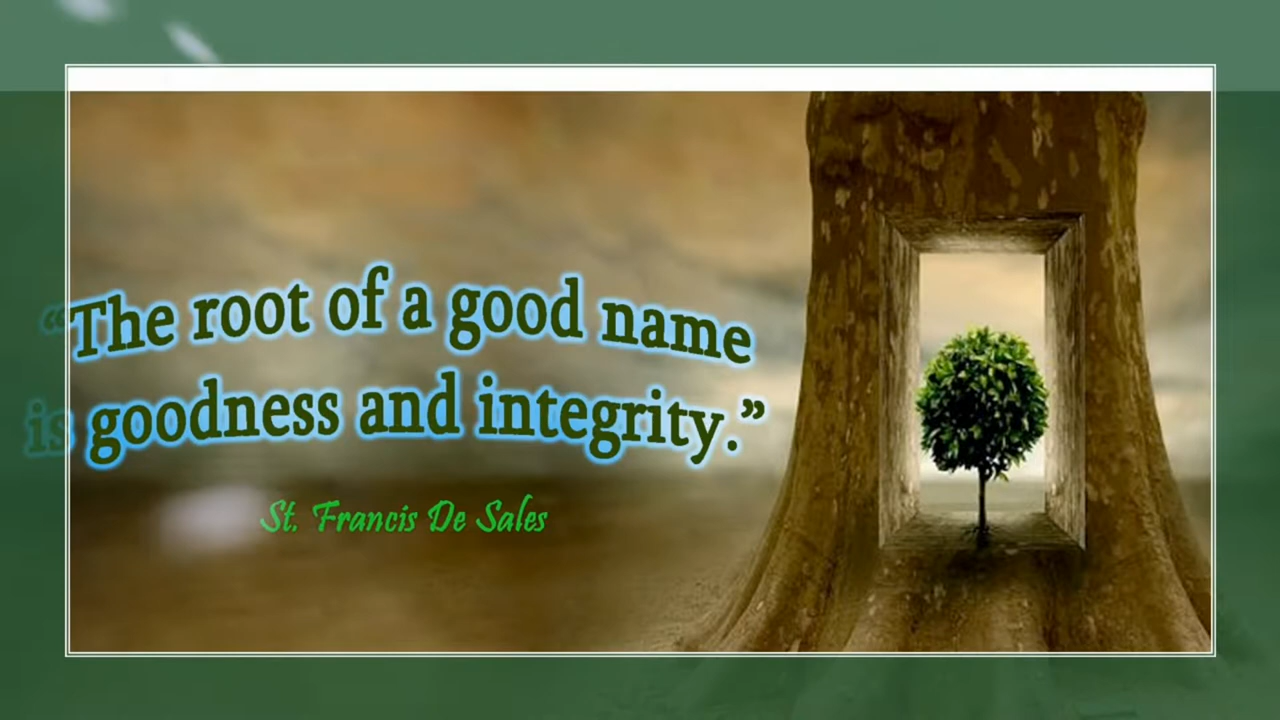 “The root of a good name
is goodness and integrity.”
St. Francis De Sales